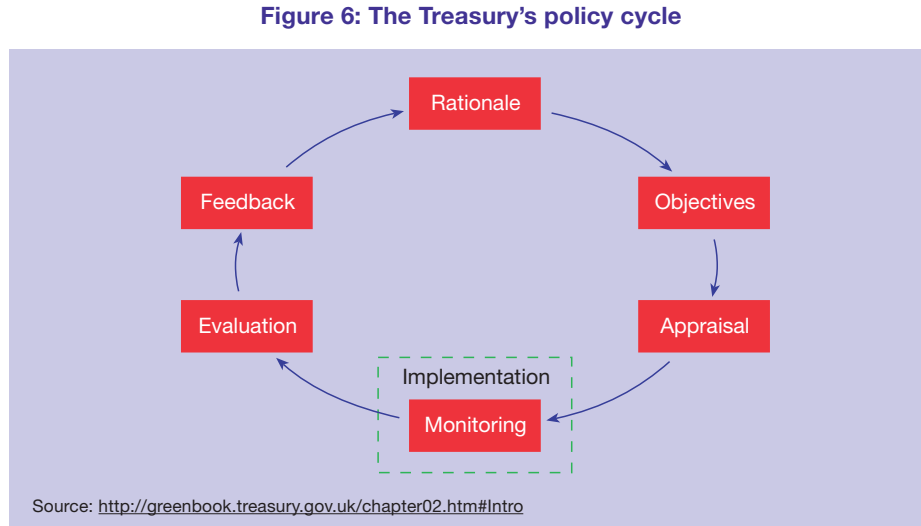 Figure 6: The Treasury's policy cycle
Rationale
Objectives
Appraisal
Implementation
Monitoring
Evaluation
Feedback
Source: http://greenbook.treasury.gov.uk/chapter02.htm#Intro